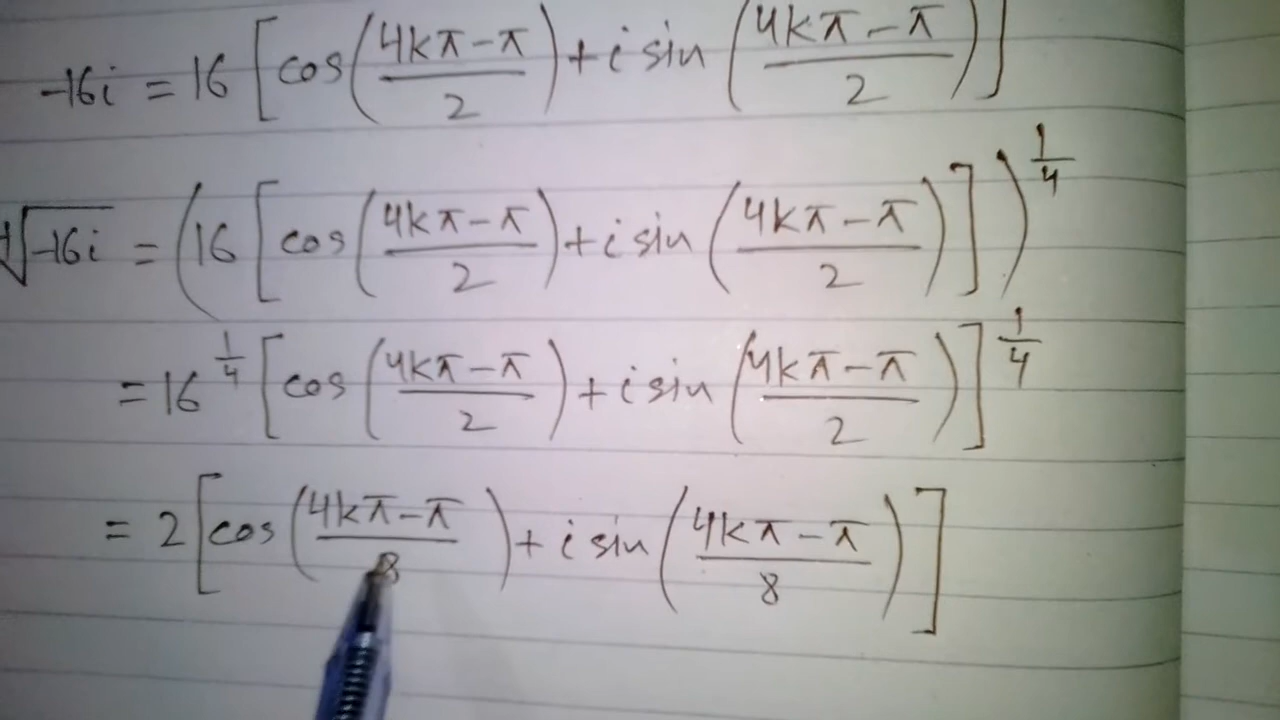 -16i = 16 [cos(4kπ-π/2) + i sin(4kπ-π/2)]
∜-16i = (16 [cos(4kπ-π/2) + i sin(4kπ-π/2)])^1/4
= 16^1/4 [cos(4kπ-π/2) + i sin(4kπ-π/2)]^1/4
= 2 [cos(4kπ-π/8) + i sin(4kπ-π/8)]